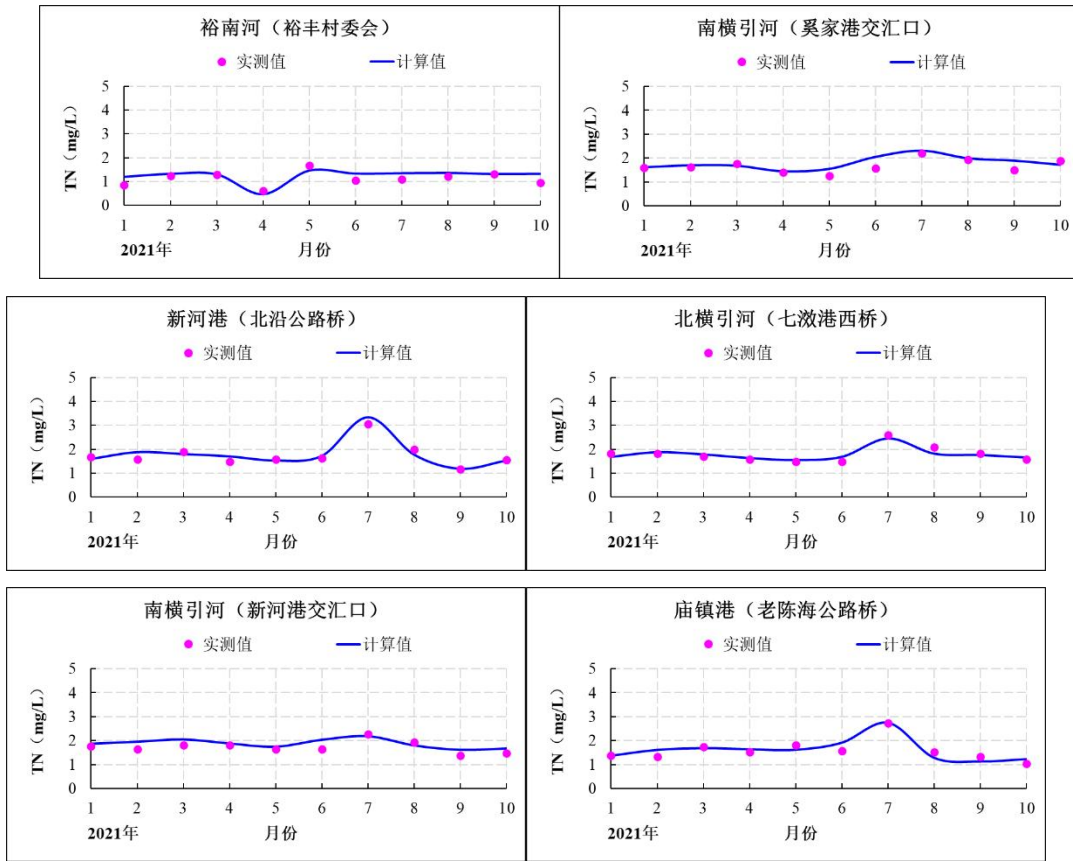 裕南河（裕丰村委会）
实测值 计算值
TN（mg/L）
5
4
3
2
1
0
1 2 3 4 5 6 7 8 9 10
2021年 月份
南横引河（奚家港交汇口）
实测值 计算值
TN（mg/L）
5
4
3
2
1
0
1 2 3 4 5 6 7 8 9 10
2021年 月份
新河港（北沿公路桥）
实测值 计算值
TN（mg/L）
5
4
3
2
1
0
1 2 3 4 5 6 7 8 9 10
2021年 月份
北横引河（七滧港西桥）
实测值 计算值
TN（mg/L）
5
4
3
2
1
0
1 2 3 4 5 6 7 8 9 10
2021年 月份
南横引河（新河港交汇口）
实测值 计算值
TN（mg/L）
5
4
3
2
1
0
1 2 3 4 5 6 7 8 9 10
2021年 月份
庙镇港（老陈海公路桥）
实测值 计算值
TN（mg/L）
5
4
3
2
1
0
1 2 3 4 5 6 7 8 9 10
2021年 月份